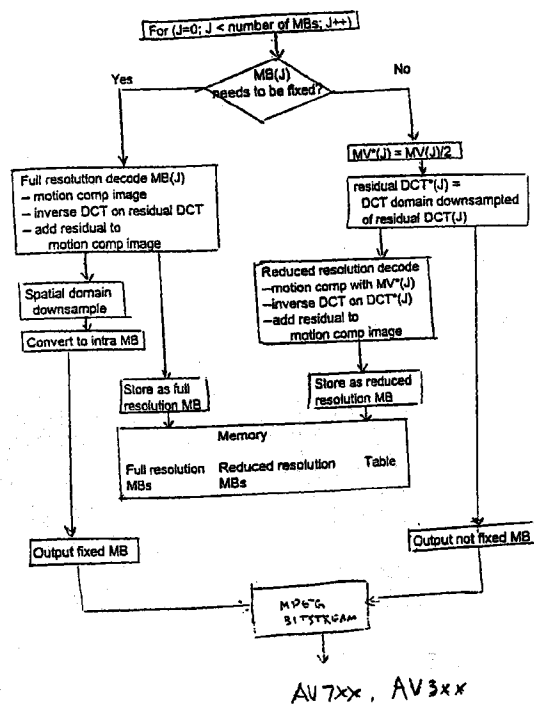 For (J=0; J < number of MBs; J++)
Yes
MB(J)
needs to be fixed?
No
Full resolution decode MB(J)
– motion comp image
– inverse DCT on residual DCT
– add residual to
motion comp image
MV*(J) = MV(J)/2
residual DCT*(J) =
DCT domain downsampled
of residual DCT(J)
Spatial domain
downsample
Convert to intra MB
Reduced resolution decode
–motion comp with MV*(J)
–inverse DCT on DCT*(J)
–add residual to
motion comp image
Store as full
resolution MB
Store as reduced
resolution MB
Memory
Full resolution
MBs
Reduced resolution
MBs
Table
Output fixed MB
Output not fixed MB
MPEG
BITSTREAM
AV7xx, AV3xx